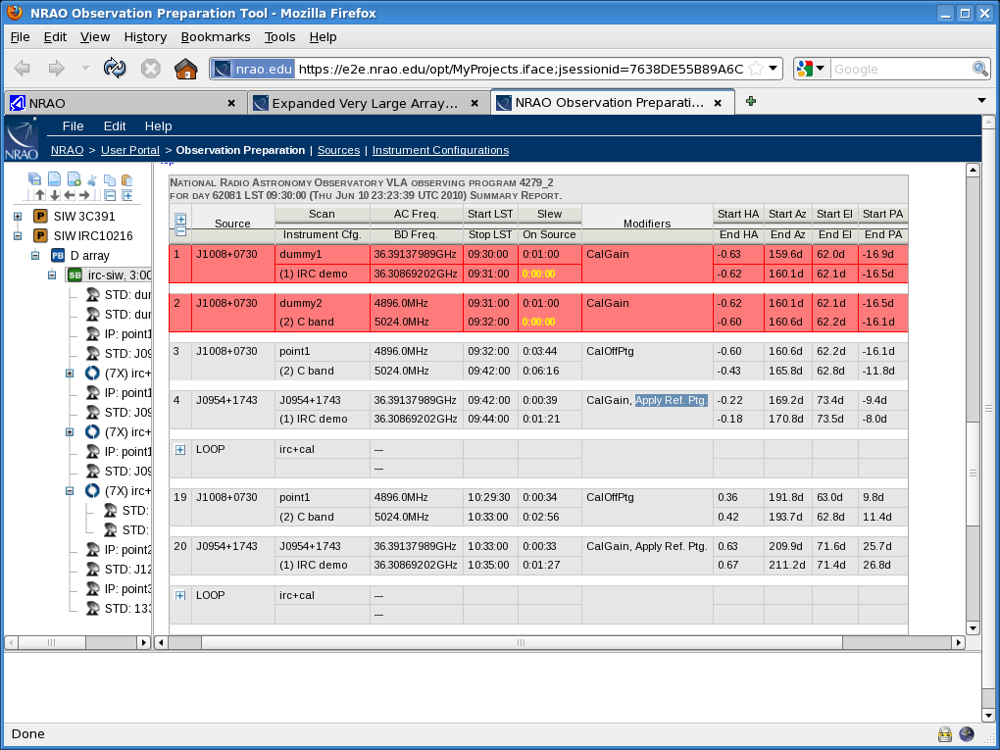 NRAO Observation Preparation Tool - Mozilla Firefox
File Edit View History Bookmarks Tools Help
nrao.edu https://e2e.nrao.edu/opt/MyProjects.iface;jsessionid=7638DE55B89A6C Google
NRAO Expanded Very Large Array... NRAO Observation Preparati...
File Edit Help
NRAO
NRAO > User Portal > Observation Preparation | Sources | Instrument Configurations
SIW 3C391
SIW IRC10216
D array
irc-siw, 3:00
STD: dur
STD: dur
IP: point1
STD: J09
(7X) irc+
IP: point1
STD: J09
(7X) irc+
IP: point1
STD: J09
(7X) irc+
STD:
STD:
IP: point2
STD: J12
IP: point3
STD: 133
National Radio Astronomy Observatory VLA observing program 4279_2
for day 62081 LST 09:30:00 (Thu Jun 10 23:23:39 UTC 2010) Summary Report.
Source Scan AC Freq. Start LST Slew Modifiers Start HA Start Az Start El Start PA
Instrument Cfg. BD Freq. Stop LST On Source End HA End Az End El End PA
1 J1008+0730 dummy1 36.39137989GHz 09:30:00 0:01:00 CalGain -0.63 159.6d 62.0d -16.9d
(1) IRC demo 36.30869202GHz 09:31:00 0:00:00 -0.62 160.1d 62.1d -16.5d
2 J1008+0730 dummy2 4896.0MHz 09:31:00 0:01:00 CalGain -0.62 160.1d 62.1d -16.5d
(2) C band 5024.0MHz 09:32:00 0:00:00 -0.60 160.6d 62.2d -16.1d
3 J1008+0730 point1 4896.0MHz 09:32:00 0:03:44 CalOffPtg -0.60 160.6d 62.2d -16.1d
(2) C band 5024.0MHz 09:42:00 0:06:16 -0.43 165.8d 62.8d -11.8d
4 J0954+1743 J0954+1743 36.39137989GHz 09:42:00 0:00:39 CalGain, Apply Ref. Ptg. -0.22 169.2d 73.4d -9.4d
(1) IRC demo 36.30869202GHz 09:44:00 0:01:21 -0.18 170.8d 73.5d -8.0d
LOOP irc+cal ---
---
19 J1008+0730 point1 4896.0MHz 10:29:30 0:00:34 CalOffPtg 0.36 191.8d 63.0d 9.8d
(2) C band 5024.0MHz 10:33:00 0:02:56 0.42 193.7d 62.8d 11.4d
20 J0954+1743 J0954+1743 36.39137989GHz 10:33:00 0:00:33 CalGain, Apply Ref. Ptg. 0.63 209.9d 71.6d 25.7d
(1) IRC demo 36.30869202GHz 10:35:00 0:01:27 0.67 211.2d 71.4d 26.8d
LOOP irc+cal ---
---
Done